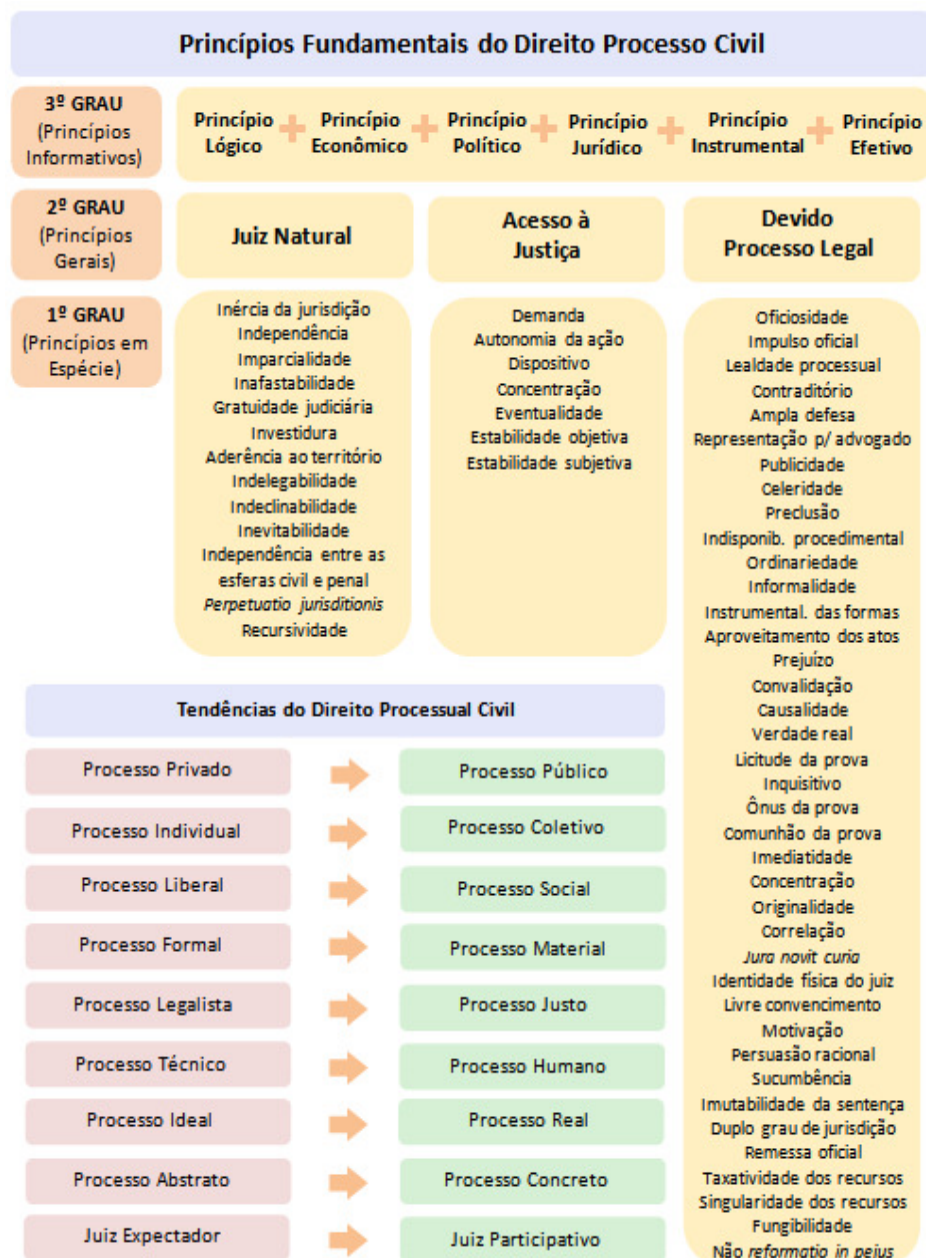 Princípios Fundamentais do Direito Processo Civil
3º GRAU
(Princípios
Informativos)
Princípio
Lógico
+
Princípio
Econômico
+
Princípio
Político
+
Princípio
Jurídico
+
Princípio
Instrumental
+
Princípio
Efetivo
2º GRAU
(Princípios
Gerais)
Juiz Natural
Acesso à
Justiça
Devido
Processo Legal
1º GRAU
(Princípios em
Espécie)
Inércia da jurisdição
Independência
Imparcialidade
Inafastabilidade
Gratuidade judiciária
Investidura
Aderência ao território
Indelegabilidade
Indeclinabilidade
Inevitabilidade
Independência entre as
esferas civil e penal
Perpetuatio jurisditionis
Recursividade
Demanda
Autonomia da ação
Dispositivo
Concentração
Eventualidade
Estabilidade objetiva
Estabilidade subjetiva
Oficiosidade
Impulso oficial
Lealdade processual
Contraditório
Ampla defesa
Representação p/ advogado
Publicidade
Celeridade
Preclusão
Indisponib. procedimental
Ordinariedade
Informalidade
Instrumental. das formas
Aproveitamento dos atos
Prejuízo
Convalidação
Causalidade
Verdade real
Licitude da prova
Inquisitivo
Ônus da prova
Comunhão da prova
Imediatidade
Concentração
Originalidade
Correlação
Jura novit curia
Identidade física do juiz
Livre convencimento
Motivação
Persuasão racional
Sucumbência
Imutabilidade da sentença
Duplo grau de jurisdição
Remessa oficial
Taxatividade dos recursos
Singularidade dos recursos
Fungibilidade
Não reformatio in pejus
Tendências do Direito Processual Civil
Processo Privado
Processo Público
Processo Individual
Processo Coletivo
Processo Liberal
Processo Social
Processo Formal
Processo Material
Processo Legalista
Processo Justo
Processo Técnico
Processo Humano
Processo Ideal
Processo Real
Processo Abstrato
Processo Concreto
Juiz Expectador
Juiz Participativo